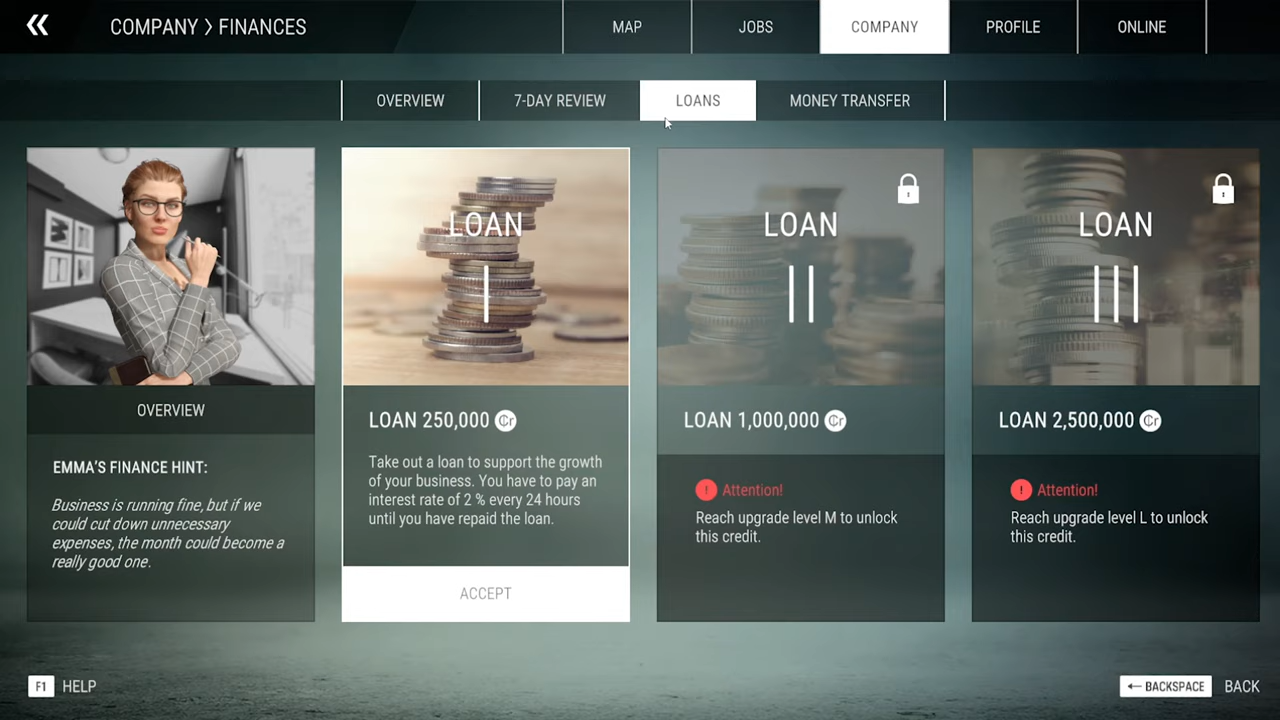 COMPANY > FINANCES
MAP
JOBS
COMPANY
PROFILE
ONLINE
OVERVIEW
7-DAY REVIEW
LOANS
MONEY TRANSFER
OVERVIEW
EMMA'S FINANCE HINT:
Business is running fine, but if we
could cut down unnecessary
expenses, the month could become a
really good one.
LOAN
I
LOAN 250,000 Cr
Take out a loan to support the growth
of your business. You have to pay an
interest rate of 2 % every 24 hours
until you have repaid the loan.
ACCEPT
LOAN
II
LOAN 1,000,000 Cr
! Attention!
Reach upgrade level M to unlock
this credit.
LOAN
III
LOAN 2,500,000 Cr
! Attention!
Reach upgrade level L to unlock
this credit.
F1 HELP
← BACKSPACE BACK